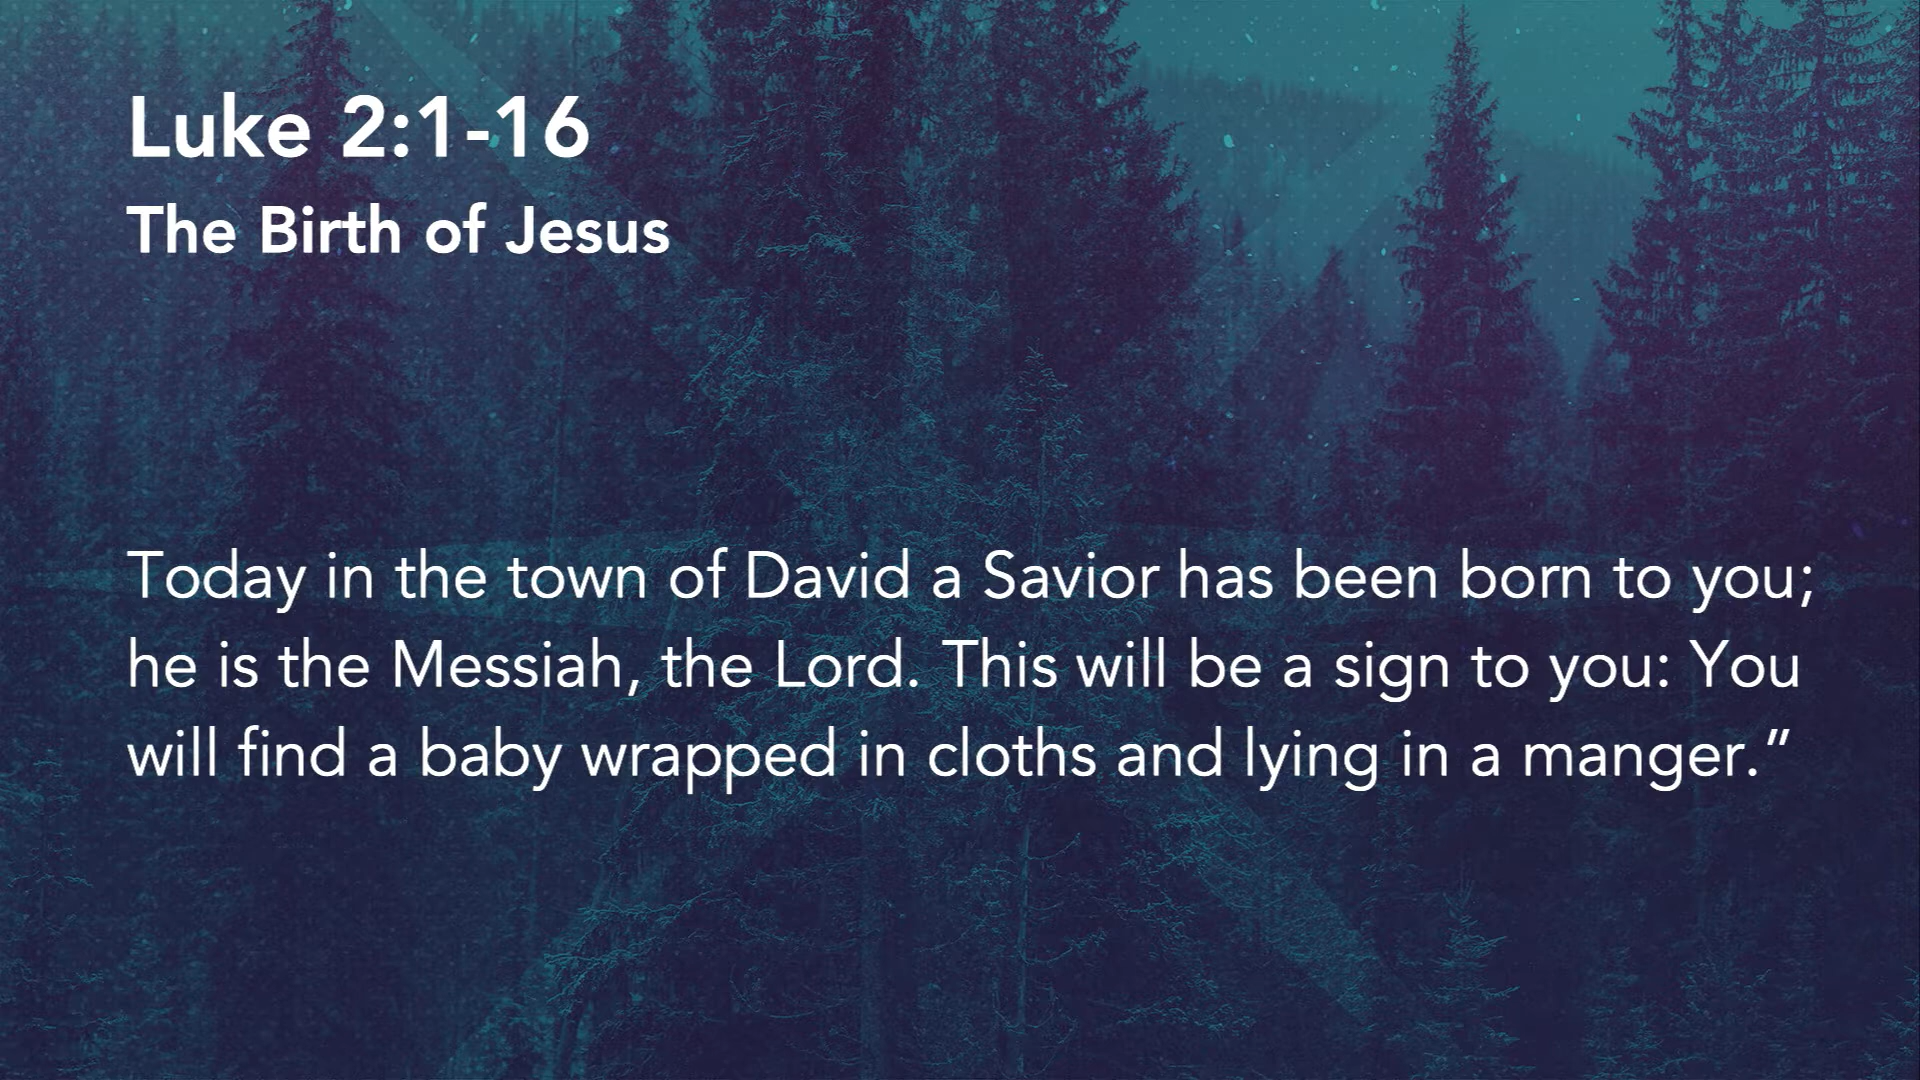 Luke 2:1-16
The Birth of Jesus
Today in the town of David a Savior has been born to you;
he is the Messiah, the Lord. This will be a sign to you: You
will find a baby wrapped in cloths and lying in a manger.”